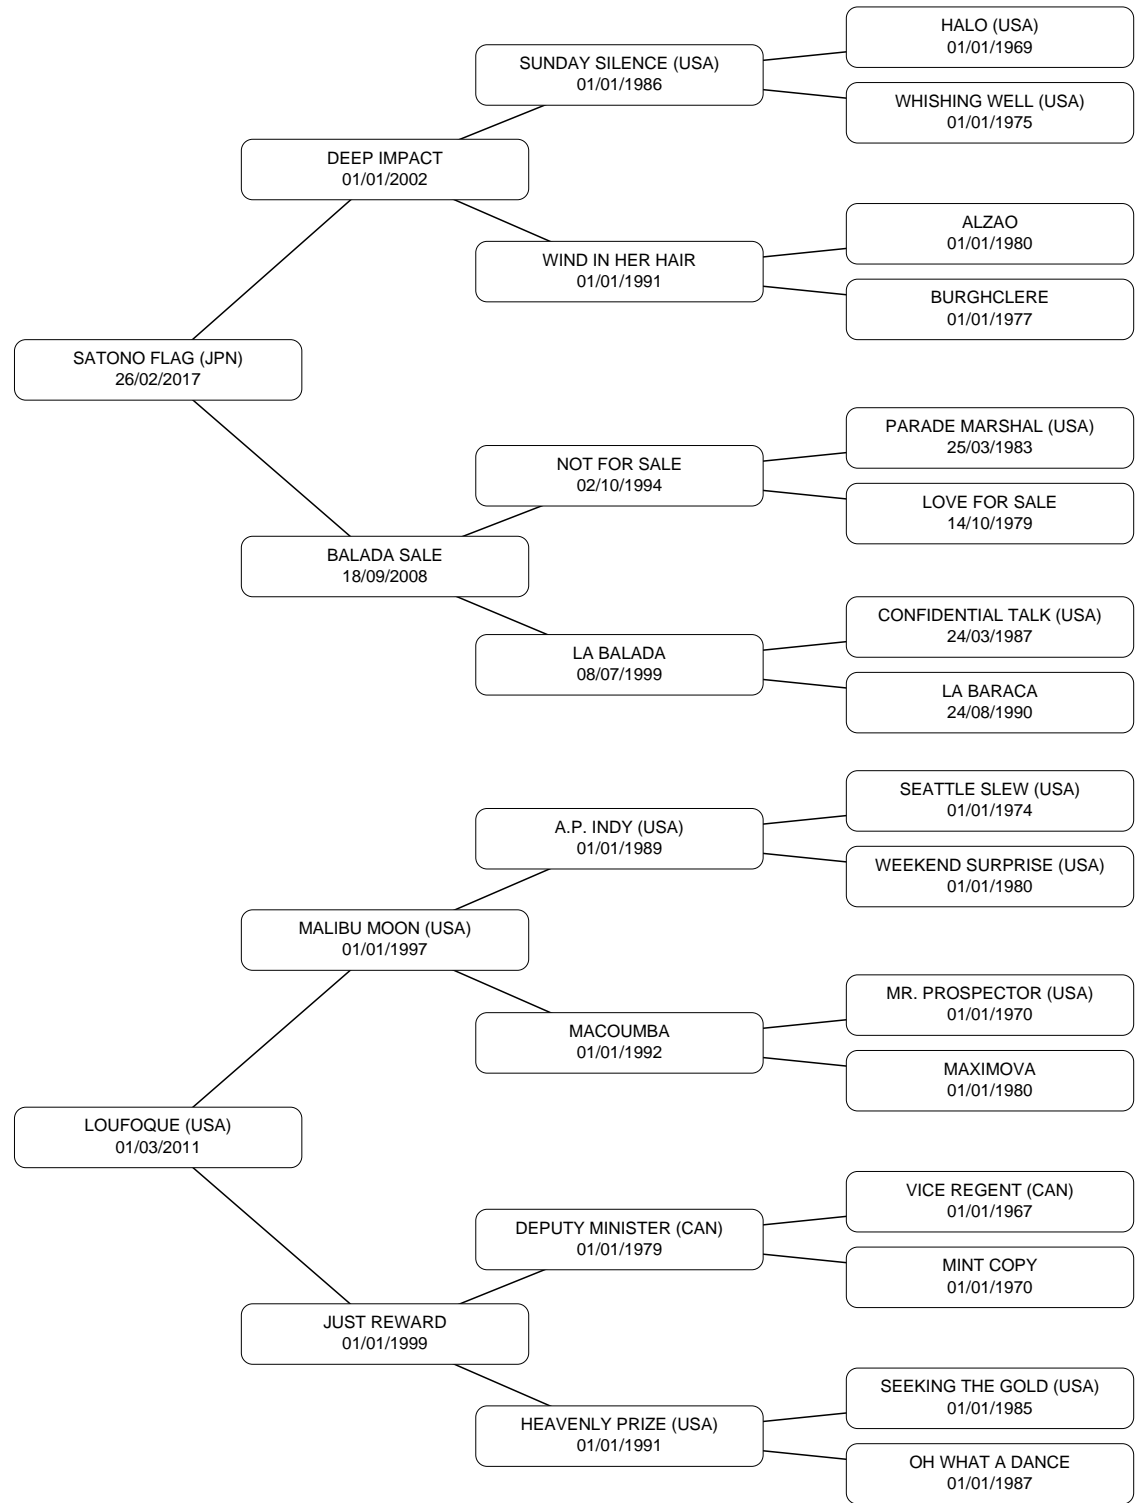 HALO (USA)
01/01/1969
SUNDAY SILENCE (USA)
01/01/1986
WHISHING WELL (USA)
01/01/1975
DEEP IMPACT
01/01/2002
ALZAO
01/01/1980
WIND IN HER HAIR
01/01/1991
BURGHCLERE
01/01/1977
SATONO FLAG (JPN)
26/02/2017
PARADE MARSHAL (USA)
25/03/1983
NOT FOR SALE
02/10/1994
LOVE FOR SALE
14/10/1979
BALADA SALE
18/09/2008
CONFIDENTIAL TALK (USA)
24/03/1987
LA BALADA
08/07/1999
LA BARACA
24/08/1990
SEATTLE SLEW (USA)
01/01/1974
A.P. INDY (USA)
01/01/1989
WEEKEND SURPRISE (USA)
01/01/1980
MALIBU MOON (USA)
01/01/1997
MR. PROSPECTOR (USA)
01/01/1970
MACOUMBA
01/01/1992
MAXIMOVA
01/01/1980
LOUFOQUE (USA)
01/03/2011
VICE REGENT (CAN)
01/01/1967
DEPUTY MINISTER (CAN)
01/01/1979
MINT COPY
01/01/1970
JUST REWARD
01/01/1999
SEEKING THE GOLD (USA)
01/01/1985
HEAVENLY PRIZE (USA)
01/01/1991
OH WHAT A DANCE
01/01/1987